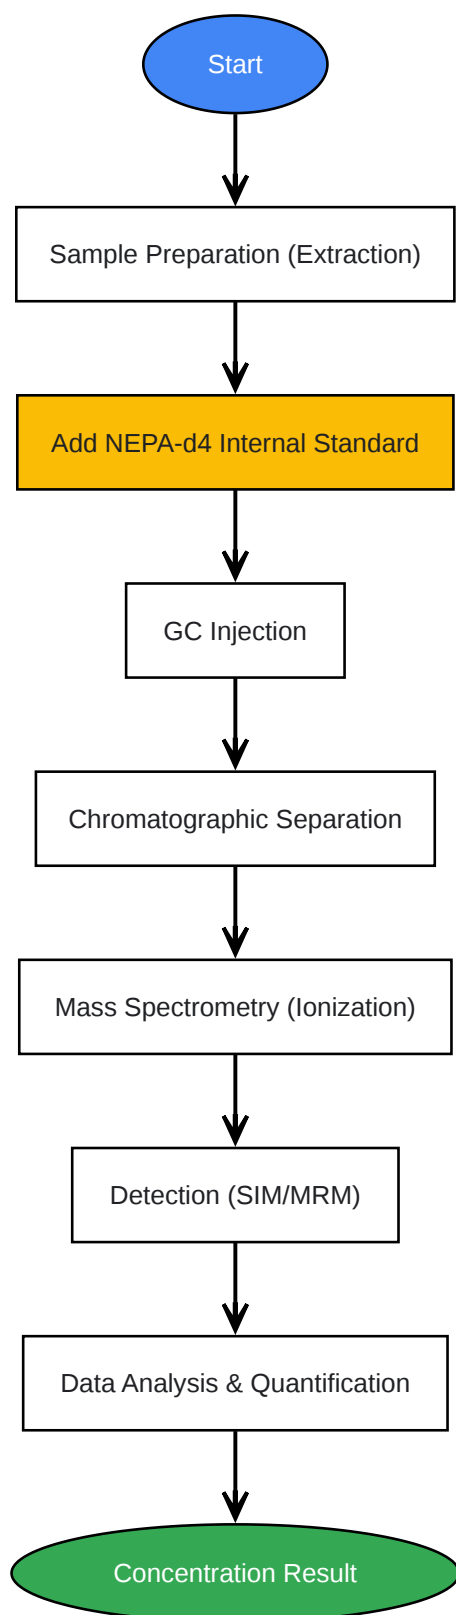 Start
Sample Preparation (Extraction)
Add NEPA-d4 Internal Standard
GC Injection
Chromatographic Separation
Mass Spectrometry (Ionization)
Detection (SIM/MRM)
Data Analysis & Quantification
Concentration Result